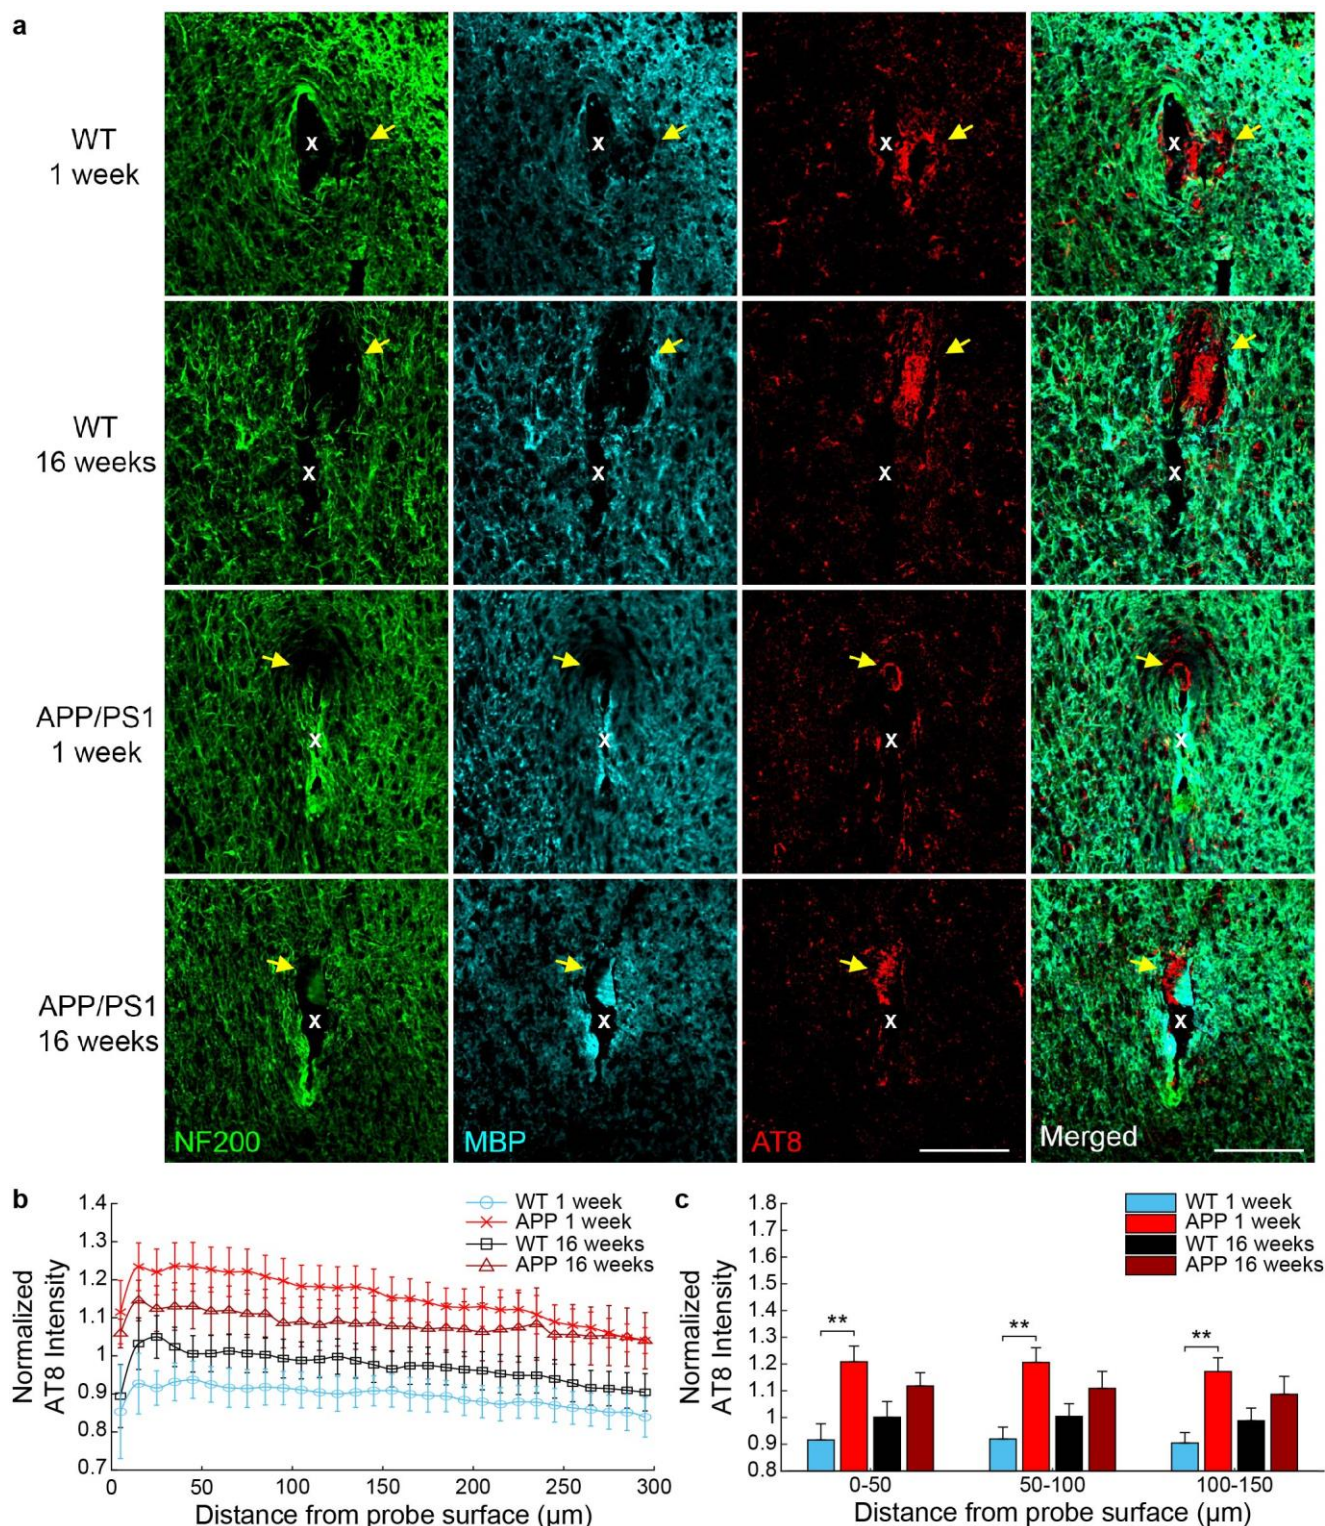 a
WT
1 week
X
X
X
X
WT
16 weeks
X
X
X
X
APP/PS1
1 week
X
X
X
X
APP/PS1
16 weeks
X
X
X
X
NF200
MBP
AT8
Merged
b
Normalized
AT8 Intensity
1.4
1.3
1.2
1.1
1
0.9
0.8
0.7
0
50
100
150
200
250
300
Distance from probe surface (µm)
WT 1 week
APP 1 week
WT 16 weeks
APP 16 weeks
c
Normalized
AT8 Intensity
1.8
1.7
1.6
1.5
1.4
1.3
1.2
1.1
1
0.9
0.8
WT 1 week
APP 1 week
WT 16 weeks
APP 16 weeks
**
**
**
0-50
50-100
100-150
Distance from probe surface (µm)